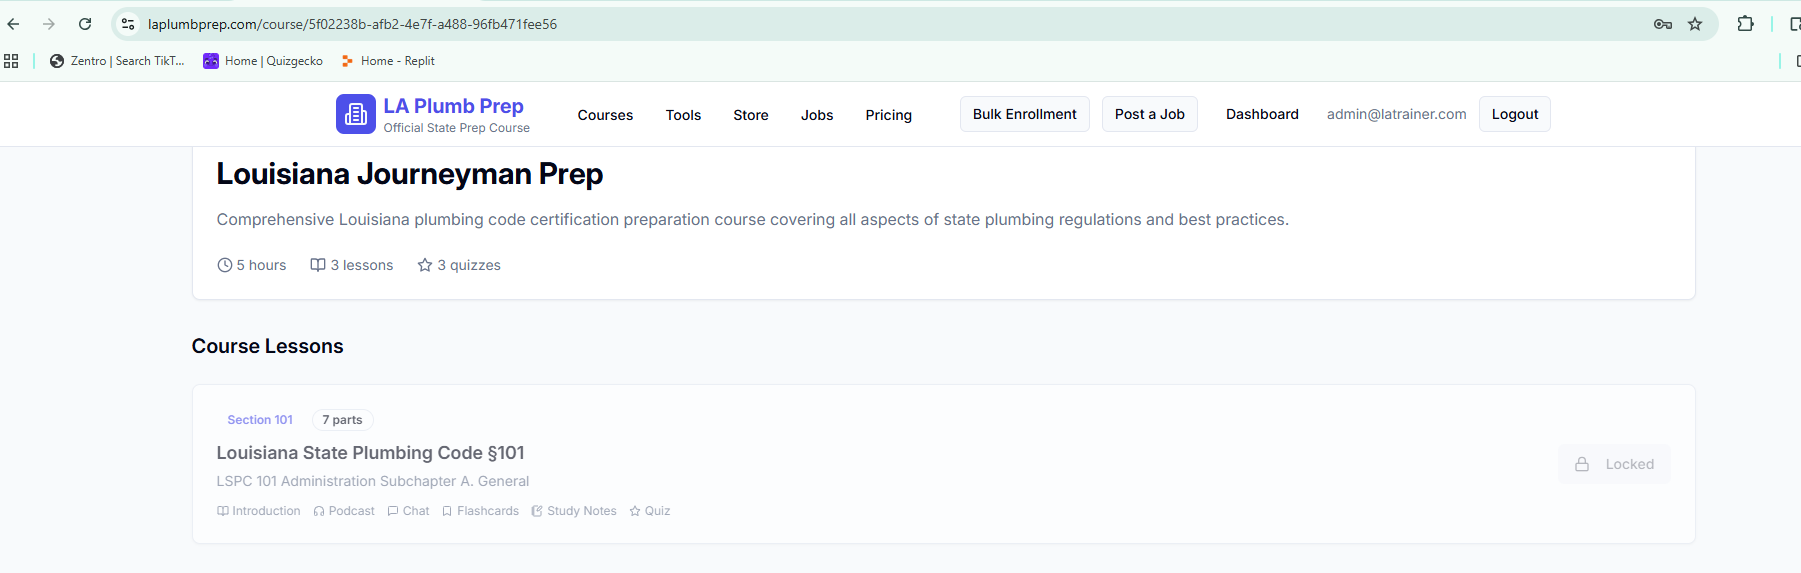 laplumbprep.com/course/5f02238b-afb2-4e7f-a488-96fb471fee56
Zentro | Search TikT... Home | Quizgecko Home - Replit
LA Plumb Prep
Official State Prep Course
Courses Tools Store Jobs Pricing Bulk Enrollment Post a Job Dashboard admin@latrainer.com Logout
Louisiana Journeyman Prep
Comprehensive Louisiana plumbing code certification preparation course covering all aspects of state plumbing regulations and best practices.
5 hours 3 lessons 3 quizzes
Course Lessons
Section 101 7 parts
Louisiana State Plumbing Code §101
Locked
LSPC 101 Administration Subchapter A. General
Introduction Podcast Chat Flashcards Study Notes Quiz